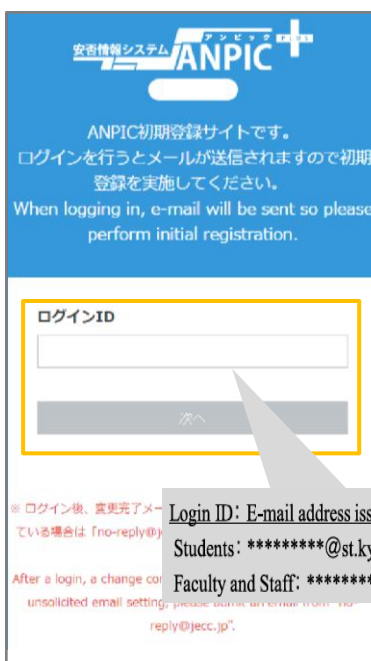 安否情報システム
アンピック PLUS
ANPIC
ANPIC初期登録サイトです。
ログインを行うとメールが送信されますので初期
登録を実施してください。
When logging in, e-mail will be sent so please
perform initial registration.
ログインID
次へ
※ ログイン後、変更完了メー
ている場合は「no-reply@j
After a login, a change co
unsolicited email setting, please admit an email from "no-
reply@jecc.jp".
Login ID: E-mail address iss
Students: *********@st.ky
Faculty and Staff: ********